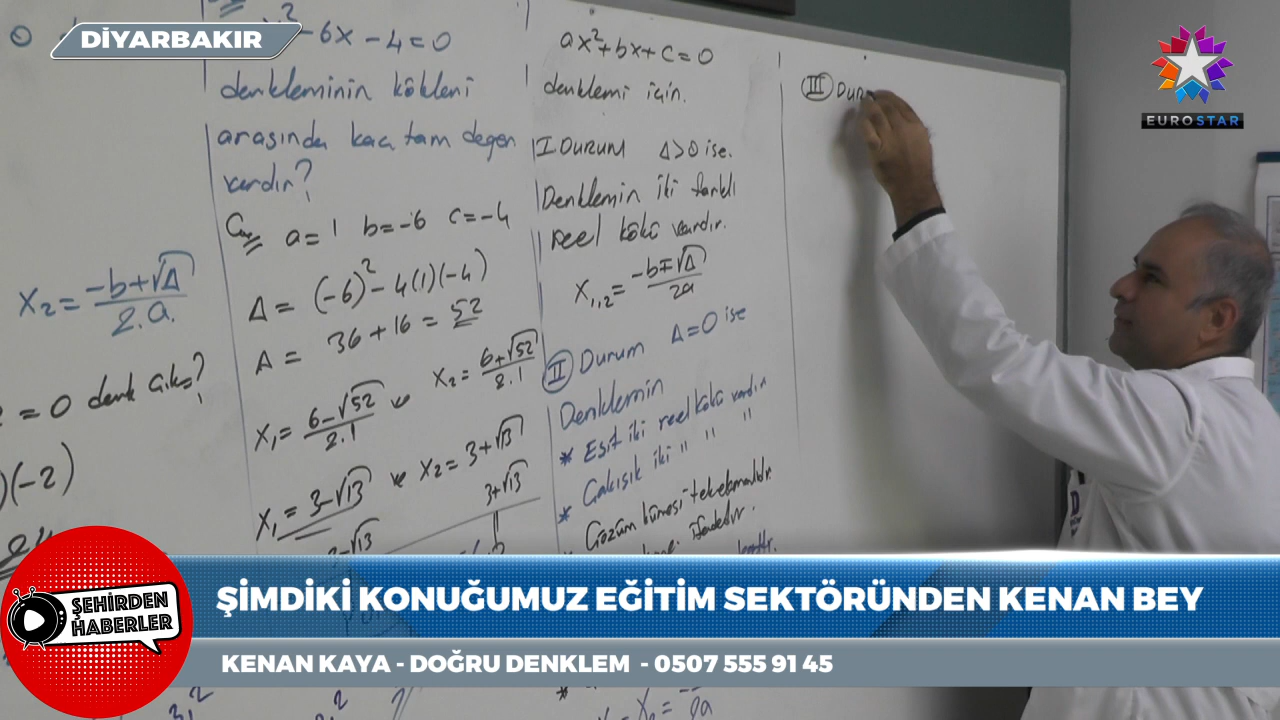 DİYARBAKIR
EUROSTAR
-6x-4=0
denkleminin kökleri
arasında kaç tam değer
vardır?
a=1 b=-6 c=-4
Δ= (-6)²-4(1)(-4)
Δ= 36+16=52
x₁=6-√52/2.1 x₂=6+√52/2.1
x₁=3-√13 x₂=3+√13
3+√13
3-√13
x₂=-b+√Δ/2.a.
=0 denk
)(-2)
ax²+bx+c=0
denklemi için.
I DURUM Δ>0 ise.
Denklemin iki farklı
reel kökü vardır.
x₁,₂=-b∓√Δ/2a
II Durum Δ=0 ise
Denklemin
* Eşit iki reel kökü vardır
* Çakışık iki " " "
Çözüm kümesi
ifadedir.
III Duru
ŞEHİRDEN
HABERLER
ŞİMDİKİ KONUĞUMUZ EĞİTİM SEKTÖRÜNDEN KENAN BEY
KENAN KAYA - DOĞRU DENKLEM - 0507 555 91 45